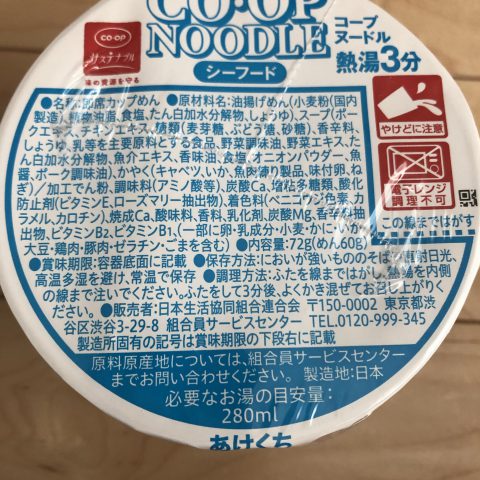 CO·OP
NOODLE
シーフード
コープ
ヌードル
熱湯3分
CO·OP
サステナブル
海の資源を守る
やけどに注意
電子レンジ
調理不可
この線まではがす
●名称:即席カップめん ●原材料名:油揚げめん(小麦粉(国内
製造)、植物油脂、食塩、たん白加水分解物、しょうゆ)、スープ(ポー
クエキス、チキンエキス、糖類(麦芽糖、ぶどう糖、砂糖)、香辛料、
しょうゆ、乳等を主要原料とする食品、野菜調味油、野菜エキス、たん
白加水分解物、魚介エキス、香味油、食塩、オニオンパウダー、魚
醤、ポーク調味油)、かやく(キャベツ、いか、魚肉練り製品、味付卵、ね
ぎ)/加工でん粉、調味料(アミノ酸等)、炭酸Ca、増粘多糖類、酸化
防止剤(ビタミンE、ローズマリー抽出物)、着色料(ベニコウジ色素、カ
ラメル、カロチン)、焼成Ca、酸味料、香料、乳化剤、炭酸Mg、香辛料抽
出物、ビタミンB2、ビタミンB1、(一部に卵・乳成分・小麦・かに・いか・
大豆・鶏肉・豚肉・ゼラチン・ごまを含む) ●内容量:72g(めん60g)
●賞味期限:容器底面に記載 ●保存方法:においが強いもののそば、直射日光、
高温多湿を避け、常温で保存 ●調理方法:ふたを線まではがし、熱湯を内側
の線まで注いでください。ふたをして3分後、よくかき混ぜてお召し上がりく
ださい。 ●販売者:日本生活協同組合連合会 〒150-0002 東京都渋
谷区渋谷3-29-8 組合員サービスセンター TEL.0120-999-345
製造所固有の記号は賞味期限の下段右に記載
原料原産地については、組合員サービスセンター
までお問い合わせください。 製造地:日本
必要なお湯の目安量:
280ml
あけくち